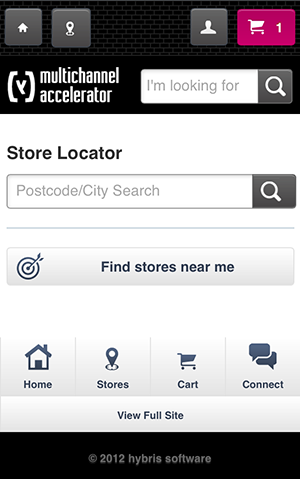 1
multichannel
accelerator
I'm looking for
Store Locator
Postcode/City Search
Find stores near me
Home Stores Cart Connect
View Full Site
© 2012 hybris software